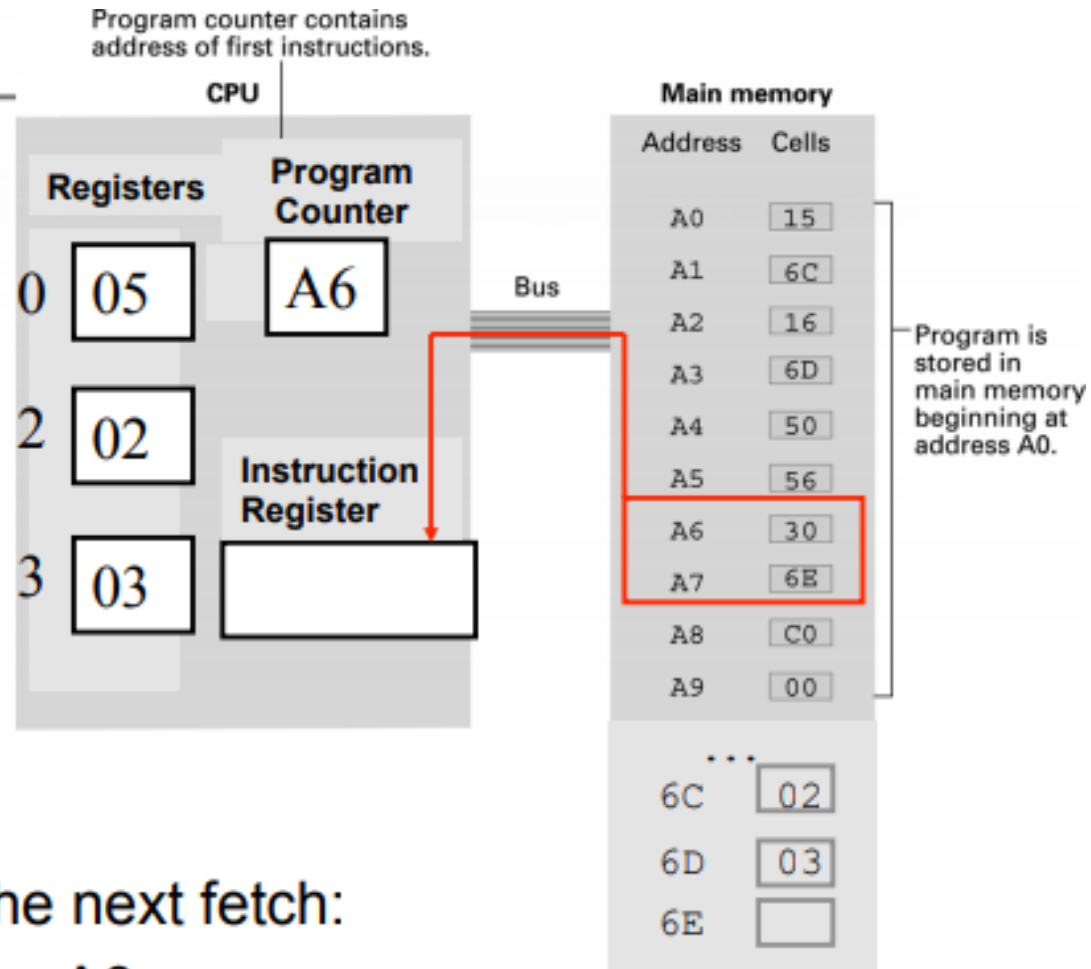 Program counter contains
address of first instructions.
CPU
Registers
Program
Counter
0
05
A6
2
02
3
03
Instruction
Register
Bus
Main memory
Address Cells
A0 15
A1 6C
A2 16
A3 6D
A4 50
A5 56
A6 30
A7 6E
A8 C0
A9 00
...
6C 02
6D 03
6E
Program is
stored in
main memory
beginning at
address A0.
he next fetch: